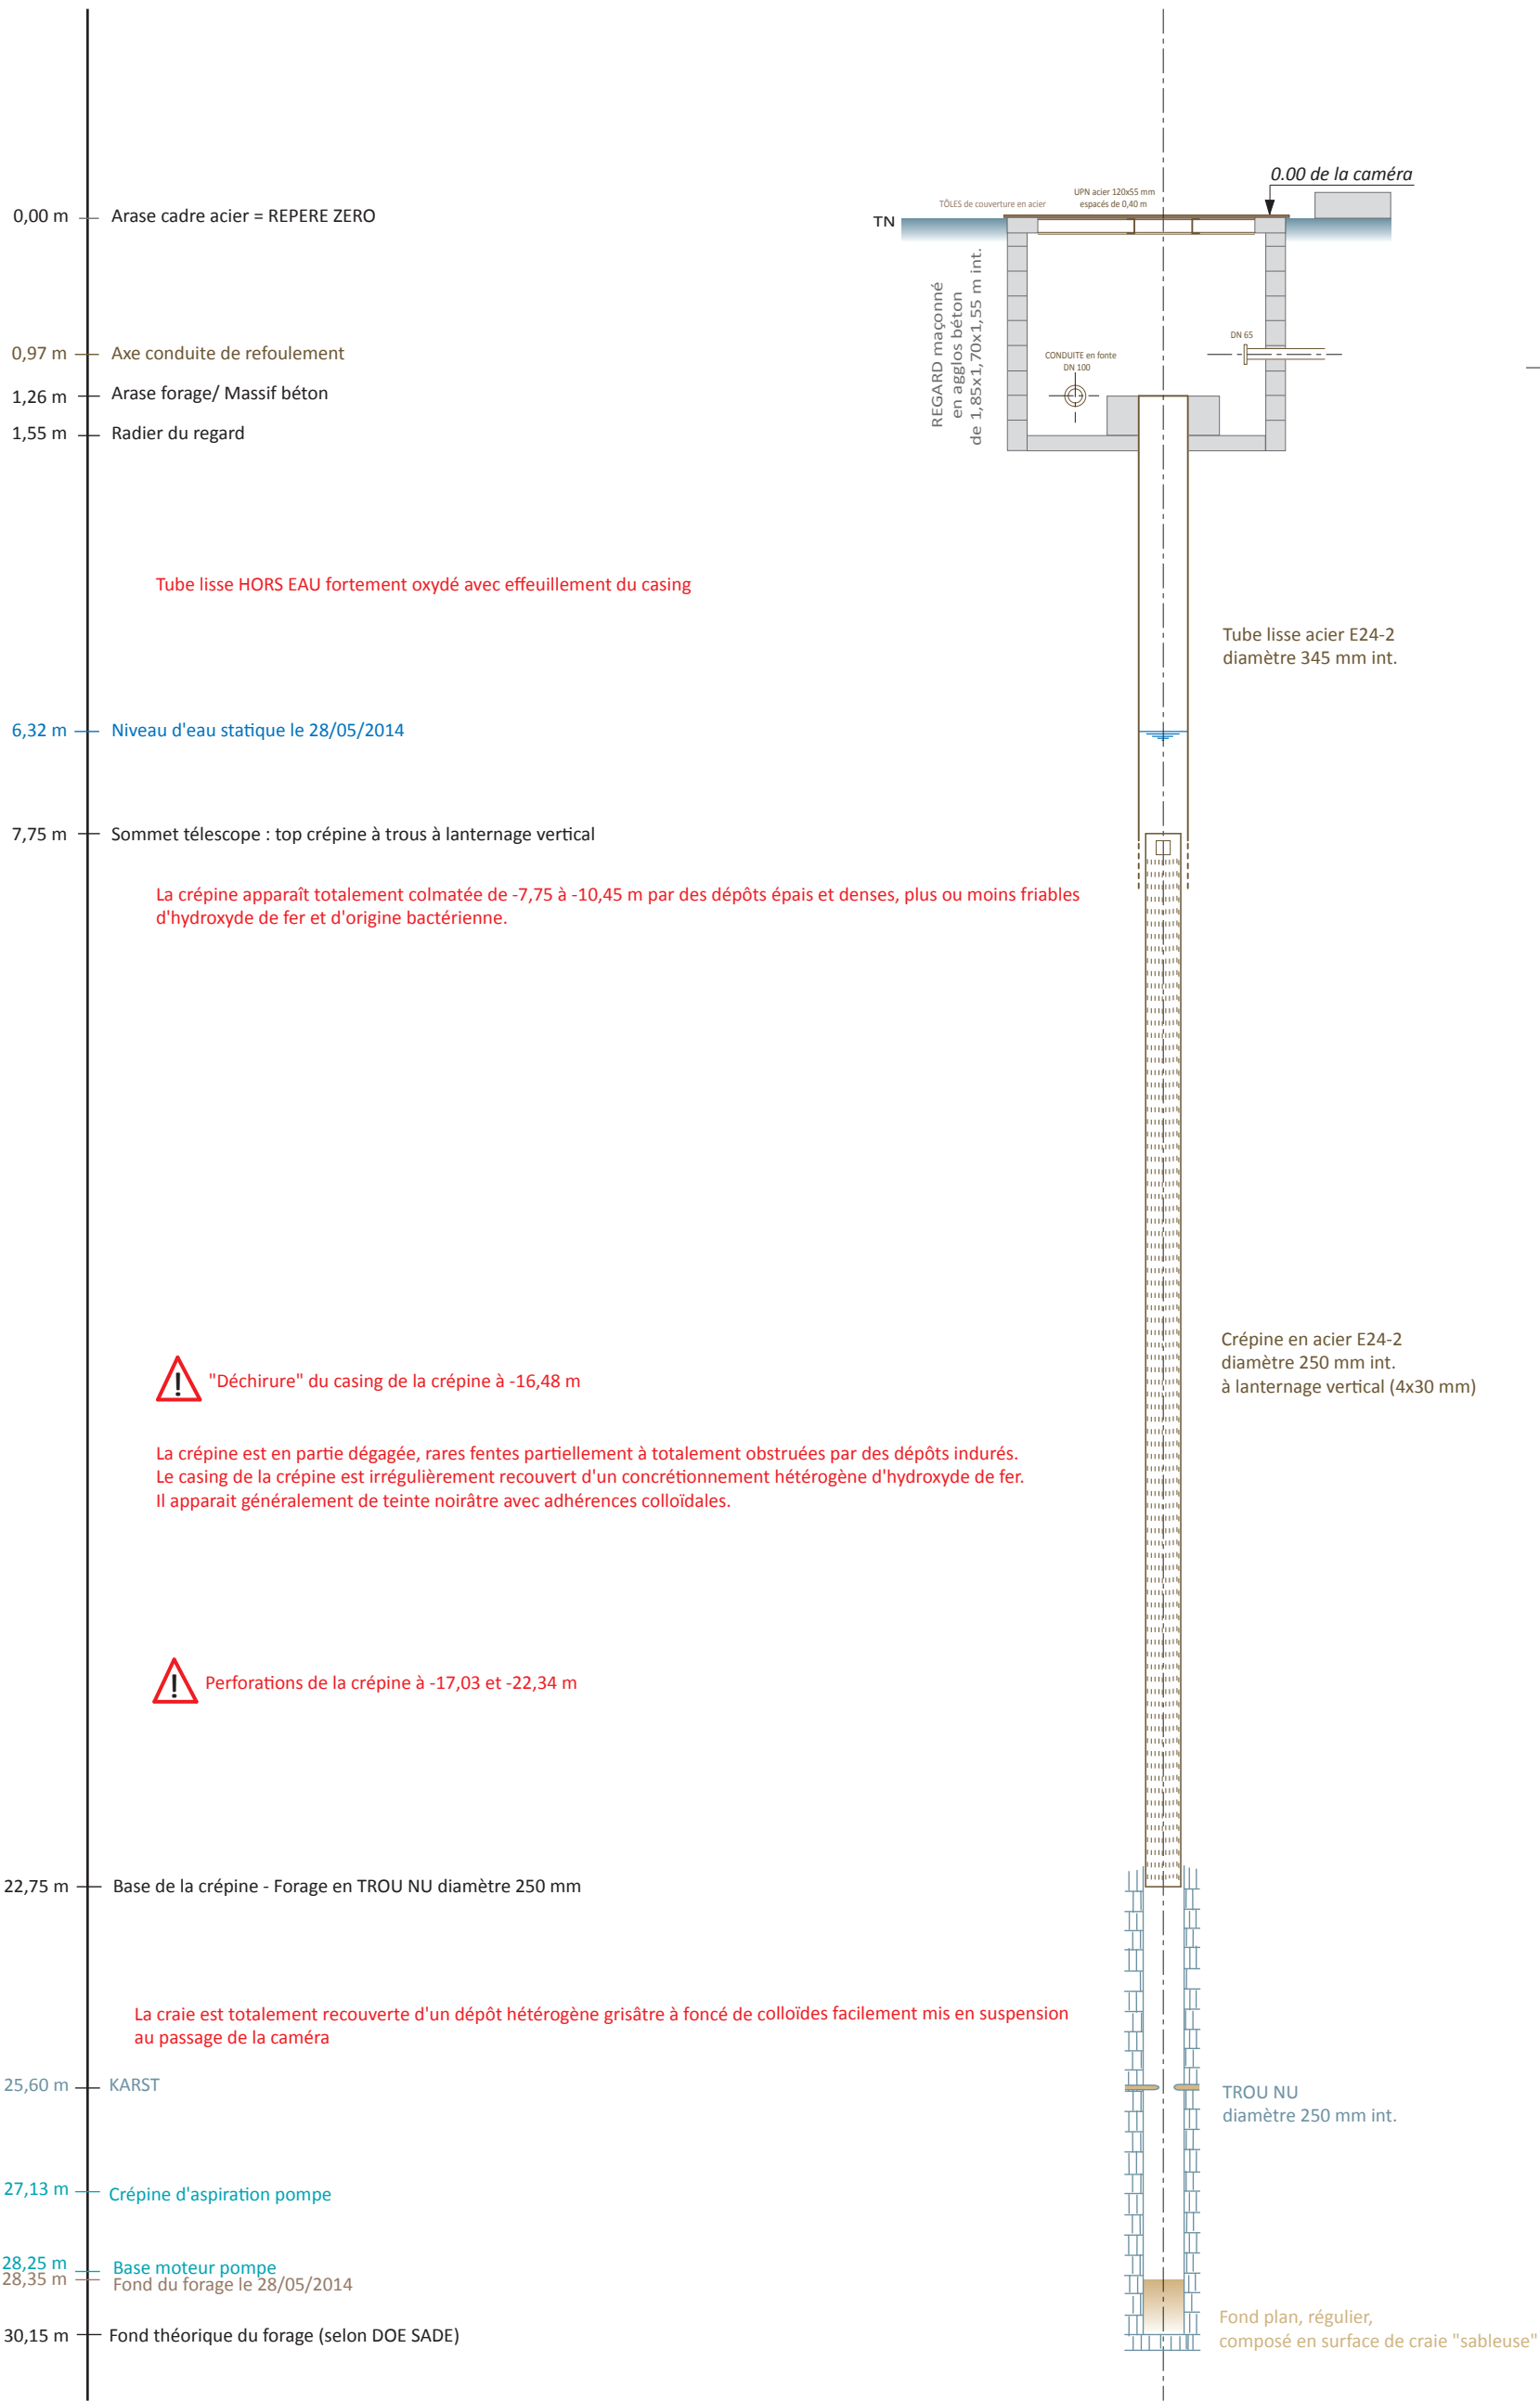 0.00 de la caméra
UPN acier 120x55 mm
espacés de 0,40 m
TÔLES de couverture en acier
0,00 m
Arase cadre acier = REPERE ZERO
TN
REGARD maçonné
en agglos béton
de 1,85x1,70x1,55 m int.
DN 65
0,97 m
Axe conduite de refoulement
CONDUITE en fonte
DN 100
1,26 m
Arase forage/ Massif béton
1,55 m
Radier du regard
Tube lisse HORS EAU fortement oxydé avec effeuillement du casing
Tube lisse acier E24-2
diamètre 345 mm int.
6,32 m
Niveau d'eau statique le 28/05/2014
7,75 m
Sommet télescope : top crépine à trous à lanternage vertical
La crépine apparaît totalement colmatée de -7,75 à -10,45 m par des dépôts épais et denses, plus ou moins friables
d'hydroxyde de fer et d'origine bactérienne.
Crépine en acier E24-2
diamètre 250 mm int.
à lanternage vertical (4x30 mm)
!
"Déchirure" du casing de la crépine à -16,48 m
La crépine est en partie dégagée, rares fentes partiellement à totalement obstruées par des dépôts indurés.
Le casing de la crépine est irrégulièrement recouvert d'un concrétionnement hétérogène d'hydroxyde de fer.
Il apparait généralement de teinte noirâtre avec adhérences colloïdales.
!
Perforations de la crépine à -17,03 et -22,34 m
22,75 m
Base de la crépine - Forage en TROU NU diamètre 250 mm
La craie est totalement recouverte d'un dépôt hétérogène grisâtre à foncé de colloïdes facilement mis en suspension
au passage de la caméra
25,60 m
KARST
TROU NU
diamètre 250 mm int.
27,13 m
Crépine d'aspiration pompe
28,25 m
Base moteur pompe
28,35 m
Fond du forage le 28/05/2014
30,15 m
Fond théorique du forage (selon DOE SADE)
Fond plan, régulier,
composé en surface de craie "sableuse"